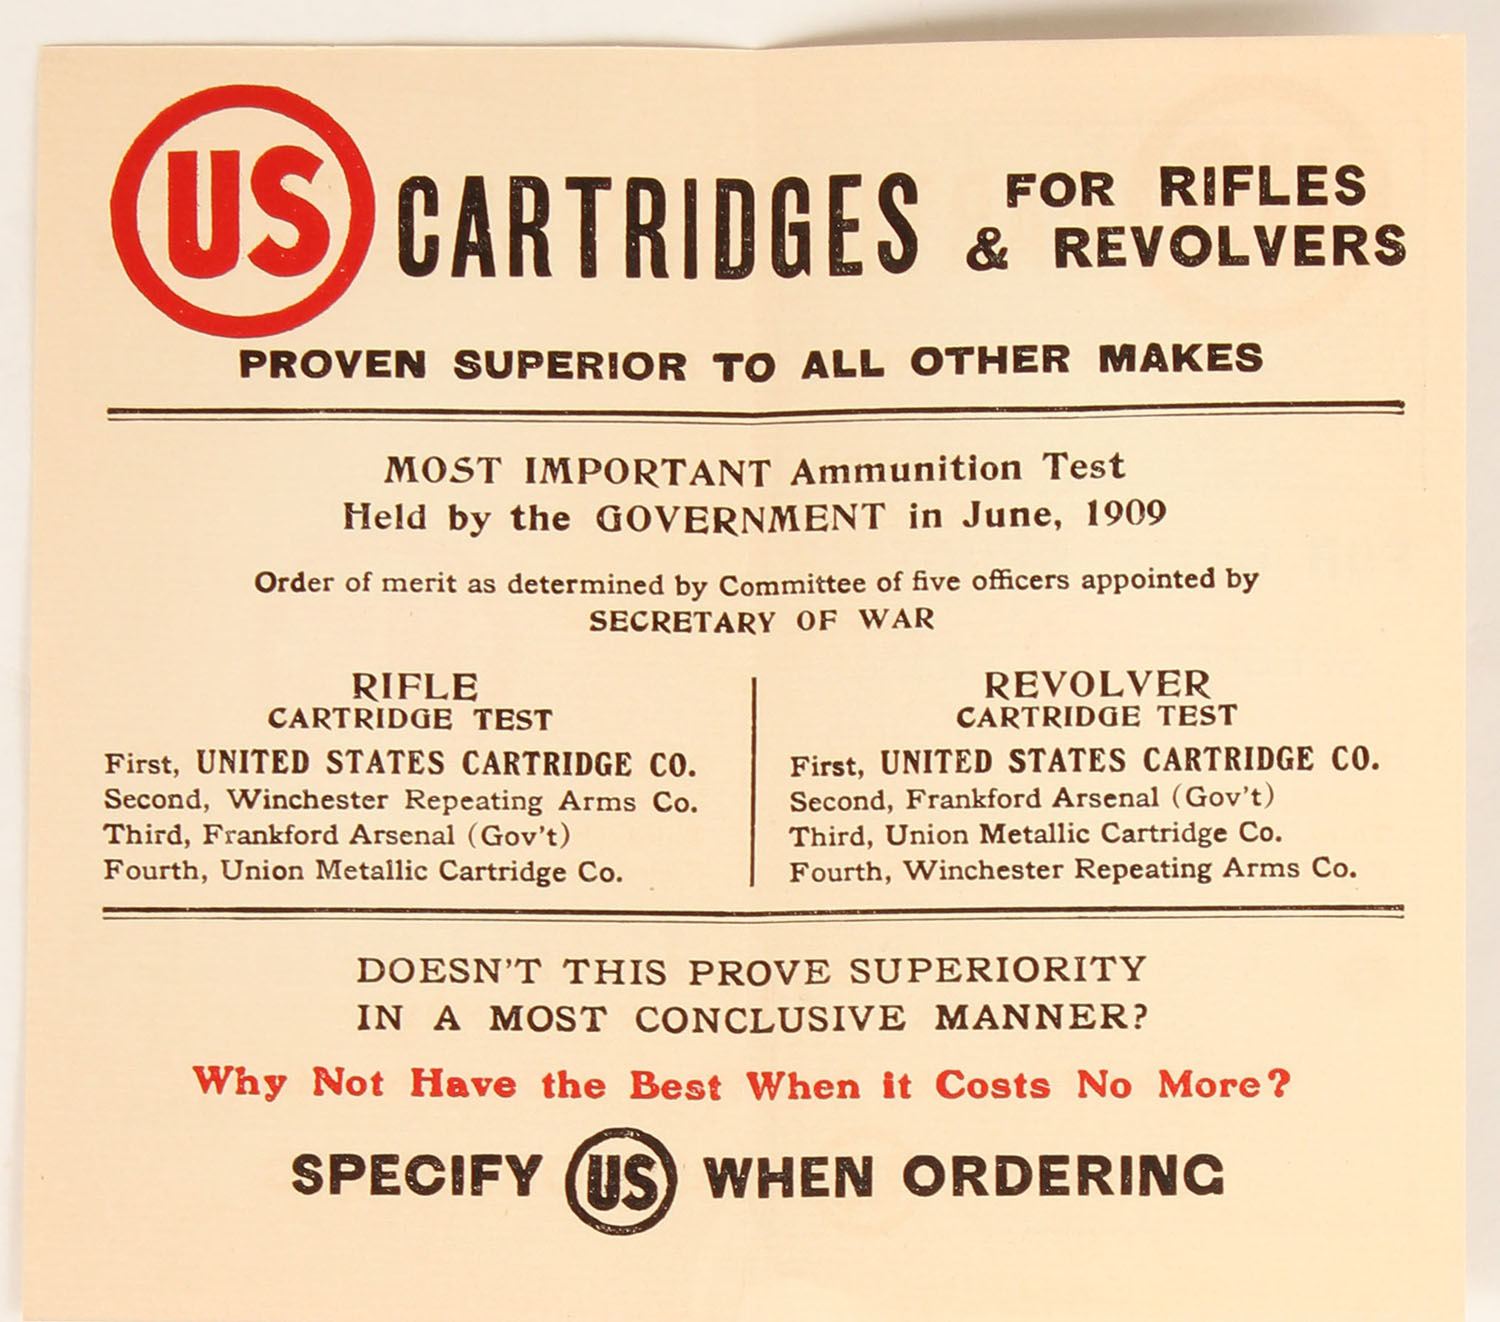 US CARTRIDGES FOR RIFLES & REVOLVERS
PROVEN SUPERIOR TO ALL OTHER MAKES
MOST IMPORTANT Ammunition Test
Held by the GOVERNMENT in June, 1909
Order of merit as determined by Committee of five officers appointed by
SECRETARY OF WAR
RIFLE
CARTRIDGE TEST
First, UNITED STATES CARTRIDGE CO.
Second, Winchester Repeating Arms Co.
Third, Frankford Arsenal (Gov't)
Fourth, Union Metallic Cartridge Co.
REVOLVER
CARTRIDGE TEST
First, UNITED STATES CARTRIDGE CO.
Second, Frankford Arsenal (Gov't)
Third, Union Metallic Cartridge Co.
Fourth, Winchester Repeating Arms Co.
DOESN'T THIS PROVE SUPERIORITY
IN A MOST CONCLUSIVE MANNER?
Why Not Have the Best When it Costs No More?
SPECIFY US WHEN ORDERING